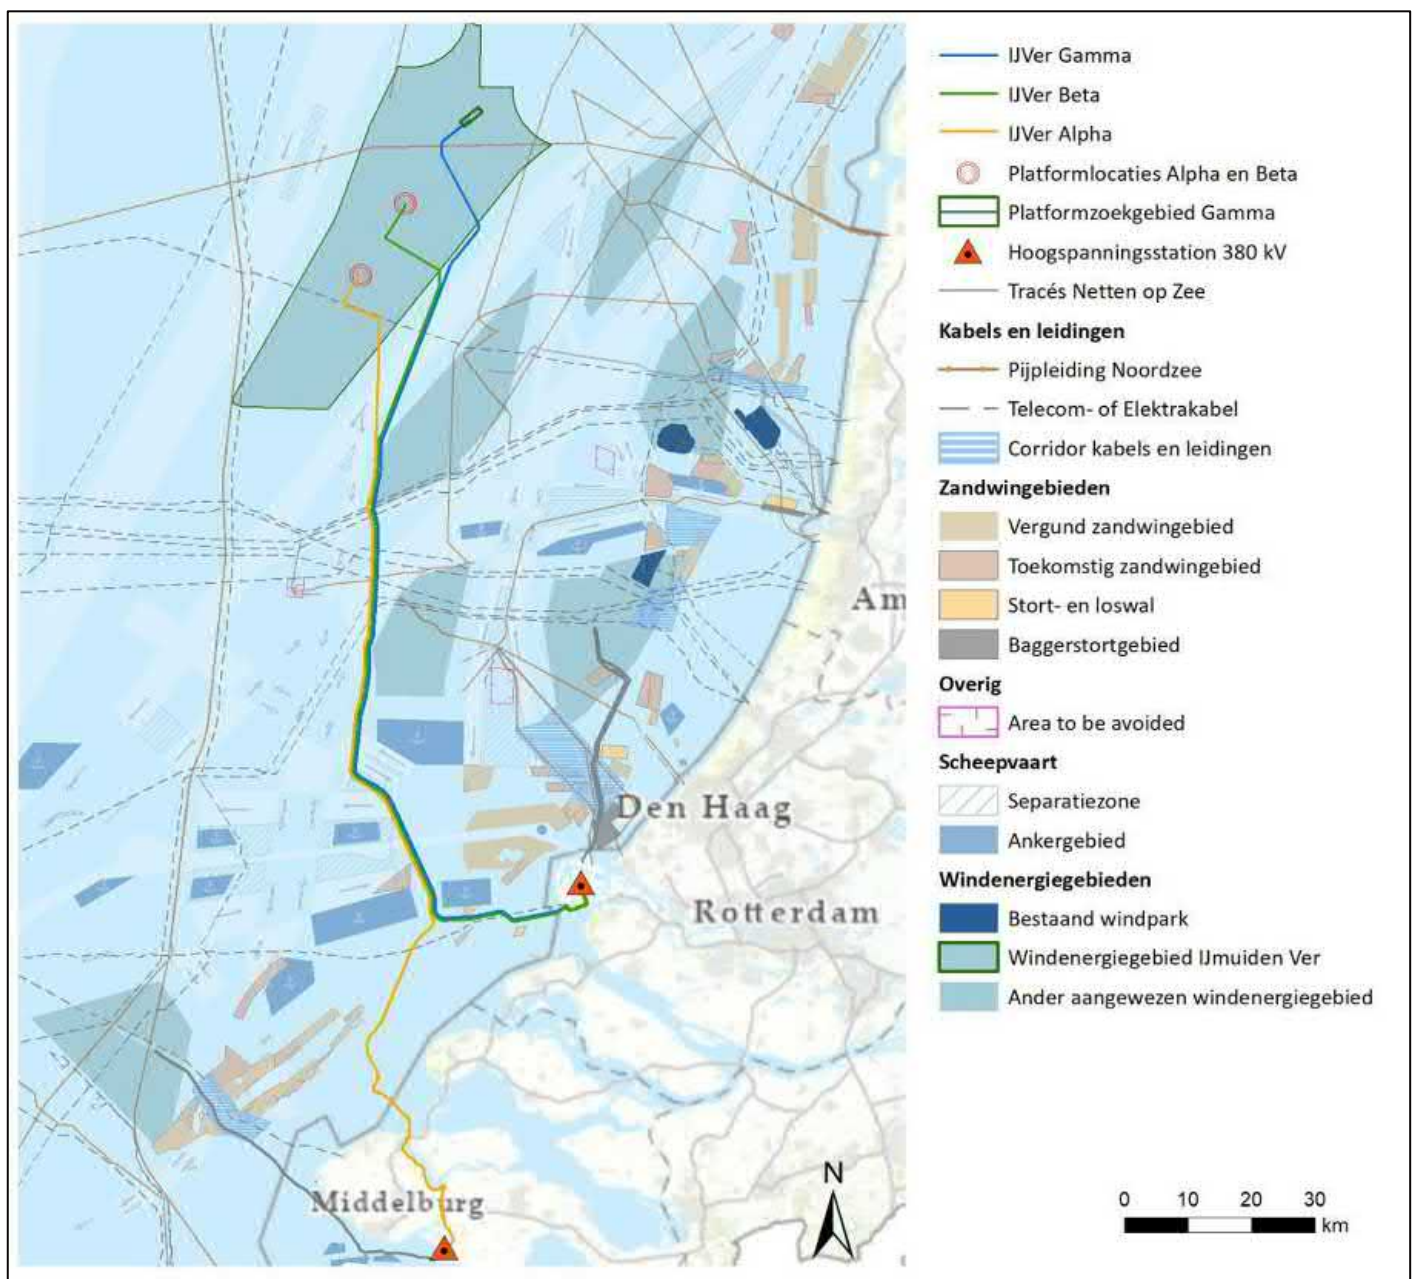 IJVer Gamma
IJVer Beta
IJVer Alpha
Platformlocaties Alpha en Beta
Platformzoekgebied Gamma
Hoogspanningsstation 380 kV
Tracés Netten op Zee
Kabels en leidingen
Pijpleiding Noordzee
Telecom- of Elektrakabel
Corridor kabels en leidingen
Zandwingebieden
Vergund zandwingebied
Toekomstig zandwingebied
Stort- en loswal
Baggerstortgebied
Overig
Area to be avoided
Scheepvaart
Separatiezone
Ankergebied
Windenergiegebieden
Bestaand windpark
Windenergiegebied IJmuiden Ver
Ander aangewezen windenergiegebied
Am
Den Haag
Rotterdam
Middelburg
N
0 10 20 30
km